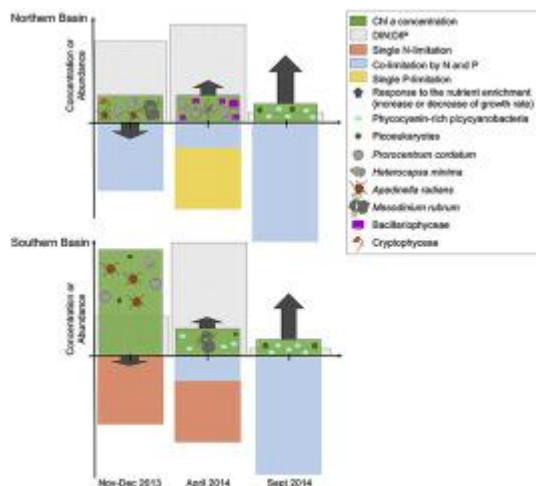 Northern Basin
Concentration or
Abundance
Southern Basin
Concentration or
Abundance
Nov-Dec 2013
April 2014
Sept 2014
Chl a concentration
DIN:DIP
Single N-limitation
Co-limitation by N and P
Single P-limitation
Response to the nutrient enrichment
(increase or decrease of growth rate)
Phycocyanin-rich picycyanobacteria
Picoeukaryotes
Prorocentrum cordatum
Heterocapsa minima
Apedinella radians
Mesodinium rubrum
Bacillariophyceae
Cryptophyceae